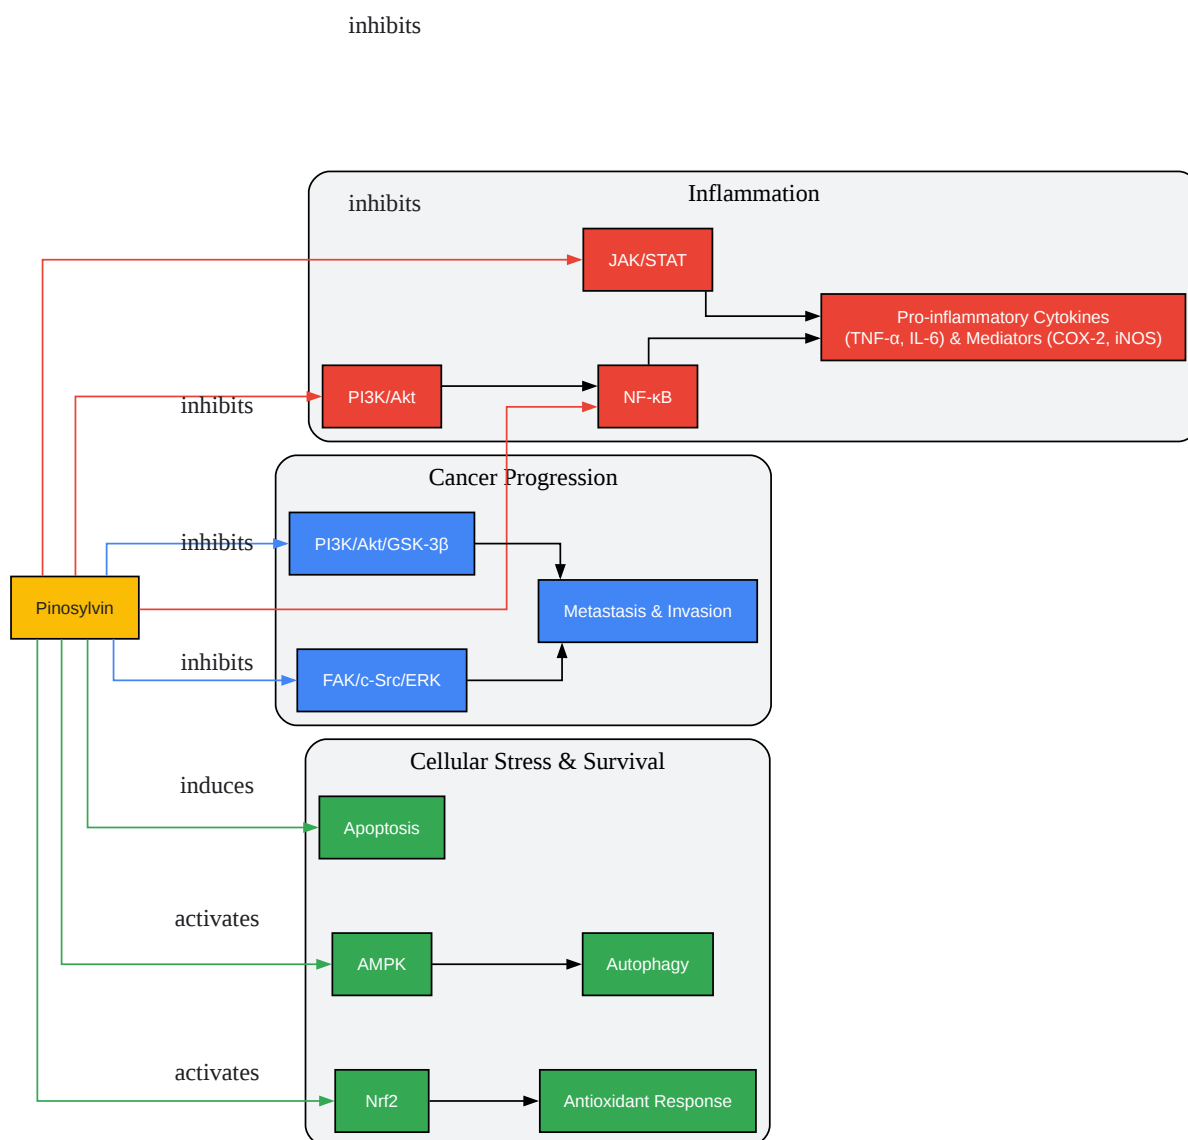 inhibits
Inflammation
inhibits
JAK/STAT
Pro-inflammatory Cytokines
(TNF-α, IL-6) & Mediators (COX-2, iNOS)
PI3K/Akt
NF-κB
inhibits
Cancer Progression
inhibits
PI3K/Akt/GSK-3β
Pinosylvin
Metastasis & Invasion
inhibits
FAK/c-Src/ERK
Cellular Stress & Survival
induces
Apoptosis
activates
AMPK
Autophagy
activates
Nrf2
Antioxidant Response